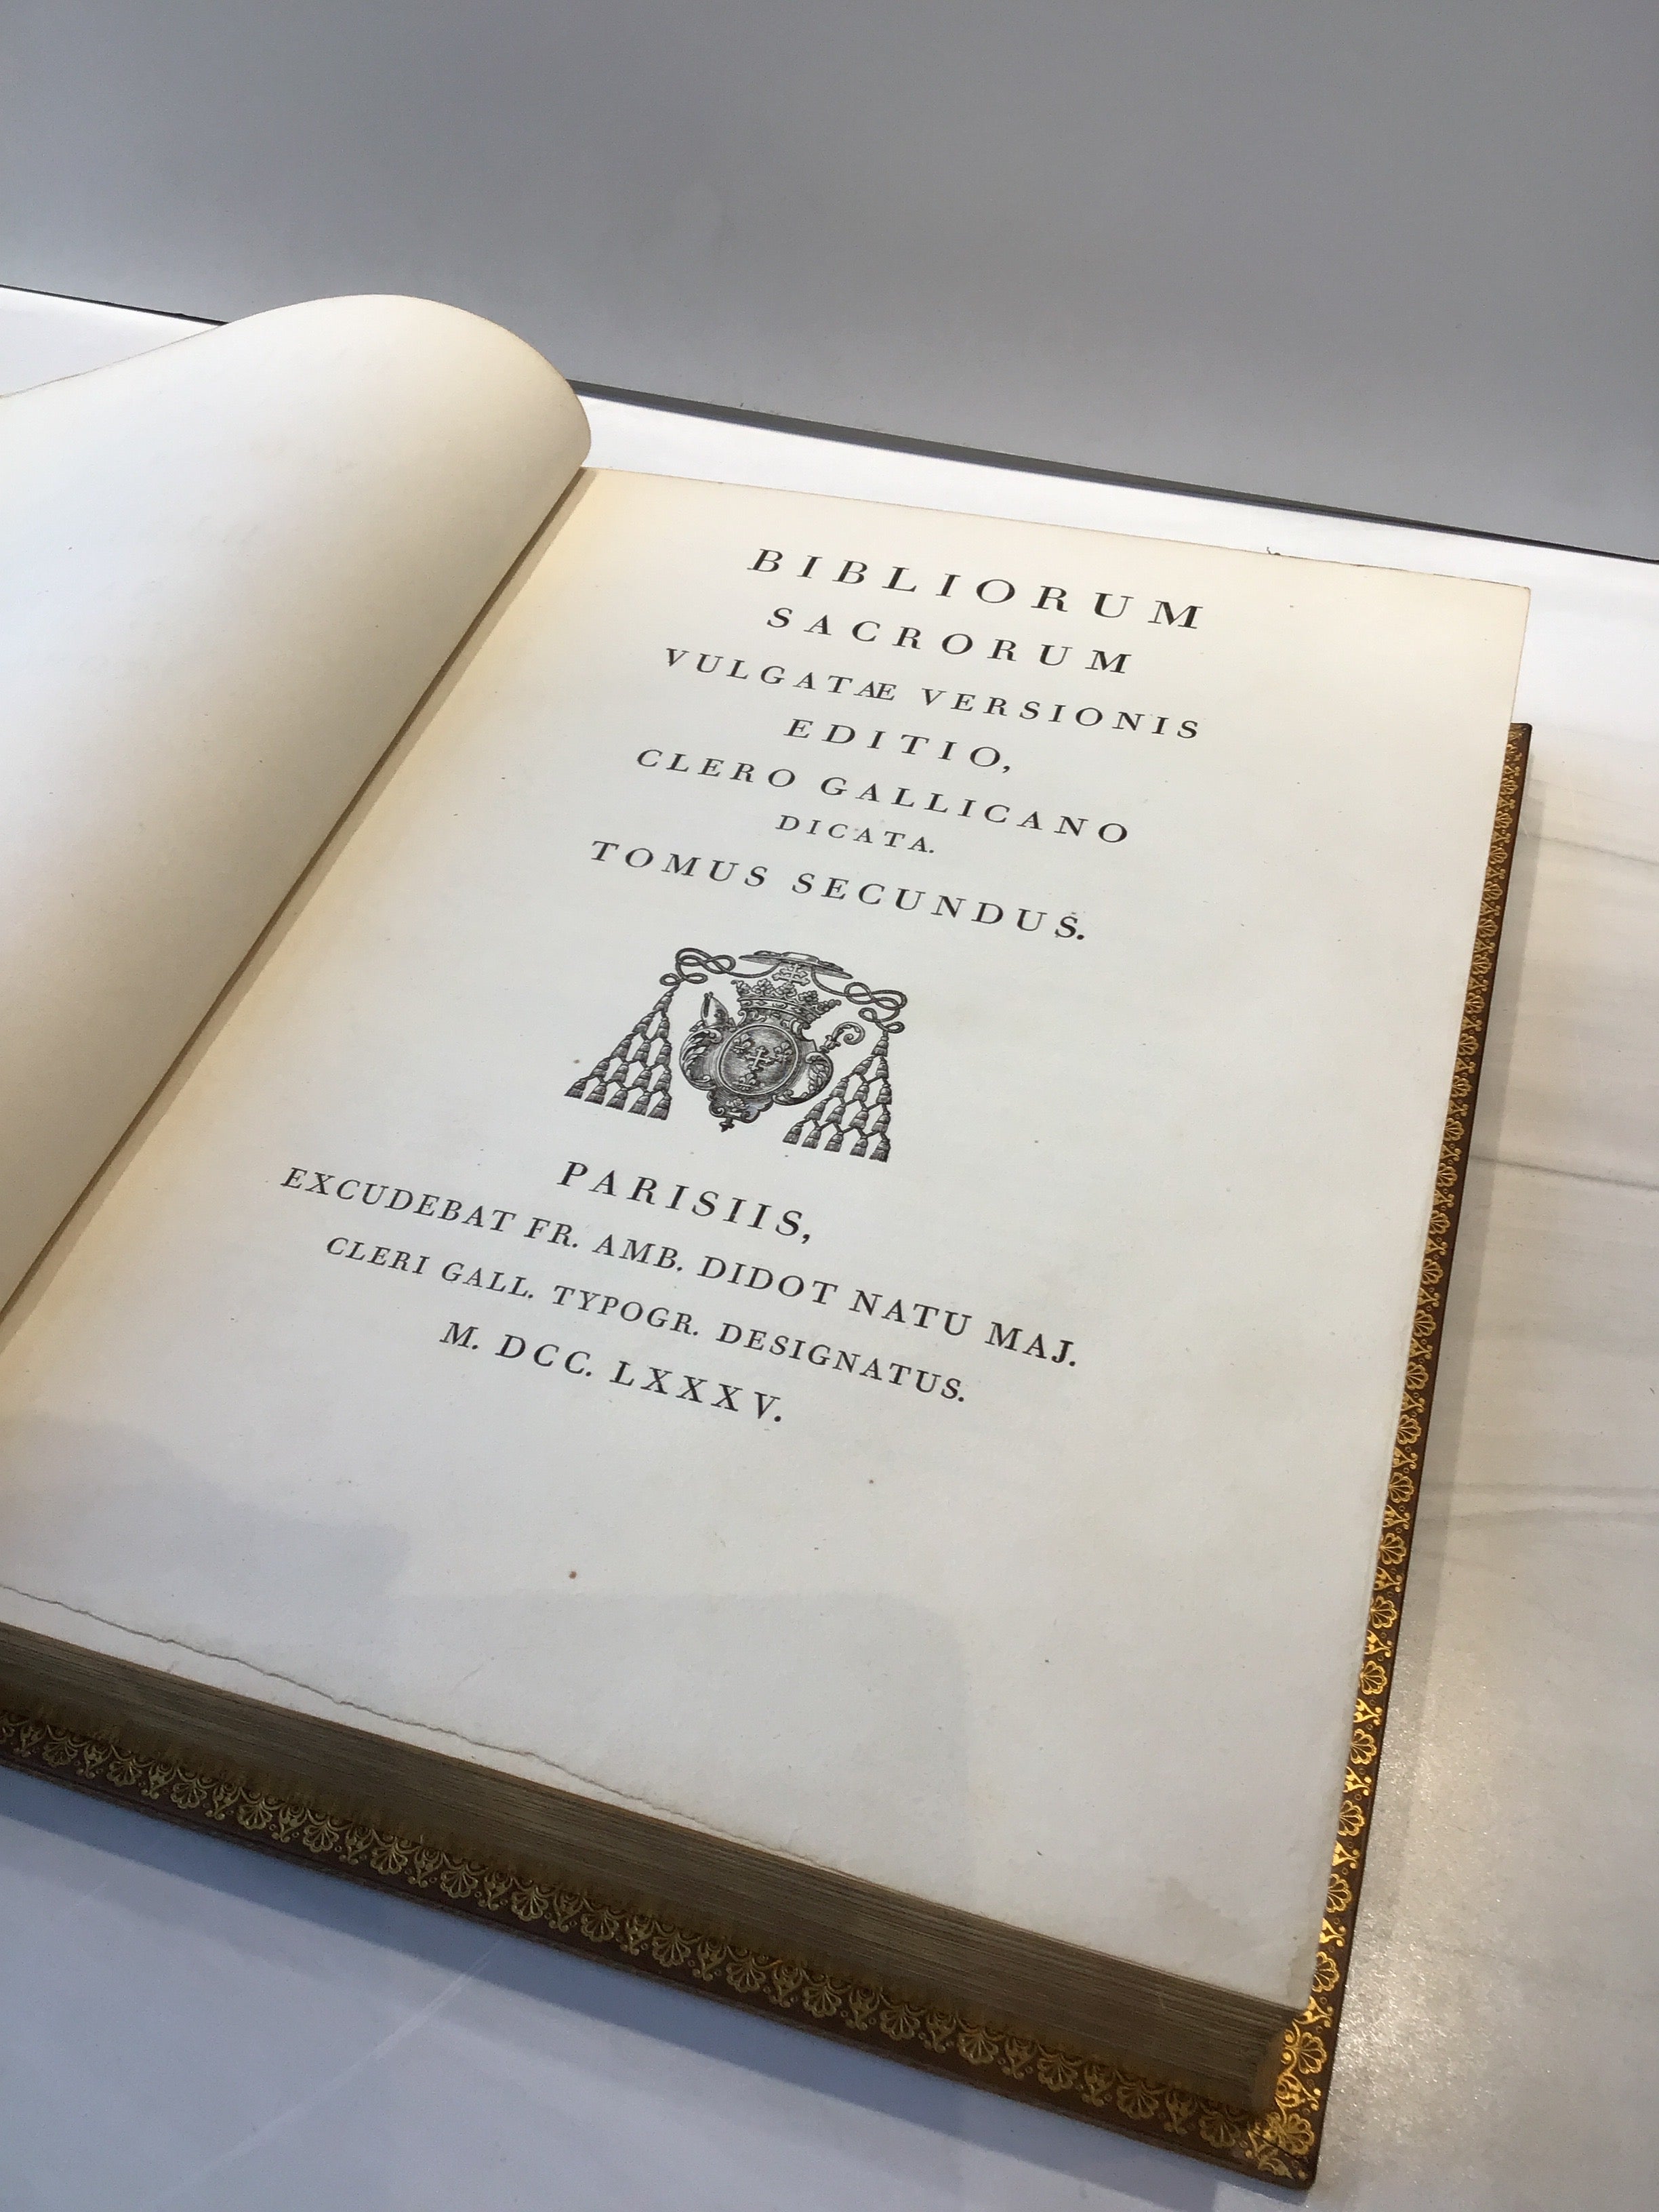 BIBLIORUM
SACRORUM
VULGATÆ VERSIONIS
EDITIO,
CLERO GALLICANO
DICATA.
TOMUS SECUNDUS.
PARISIIS,
EXCUDEBAT FR. AMB. DIDOT NATU MAJ.
CLERI GALL. TYPOGR. DESIGNATUS.
M. DCC. LXXXV.